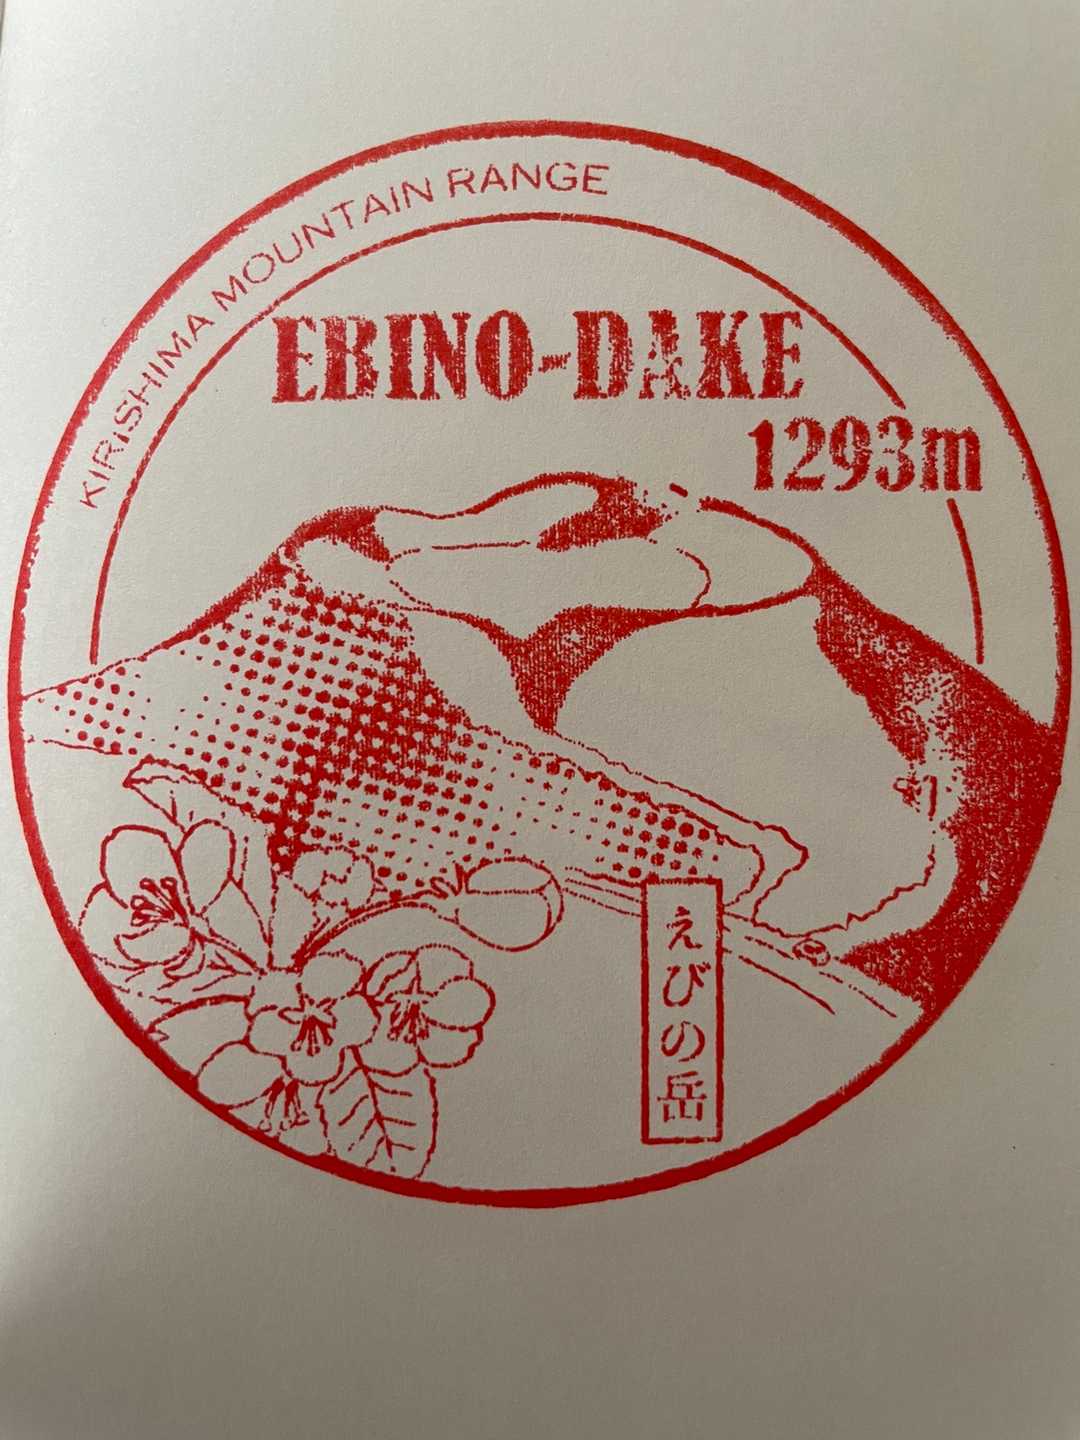 KIRISHIMA MOUNTAIN RANGE
EBINO-DAKE
1293m
えびの岳